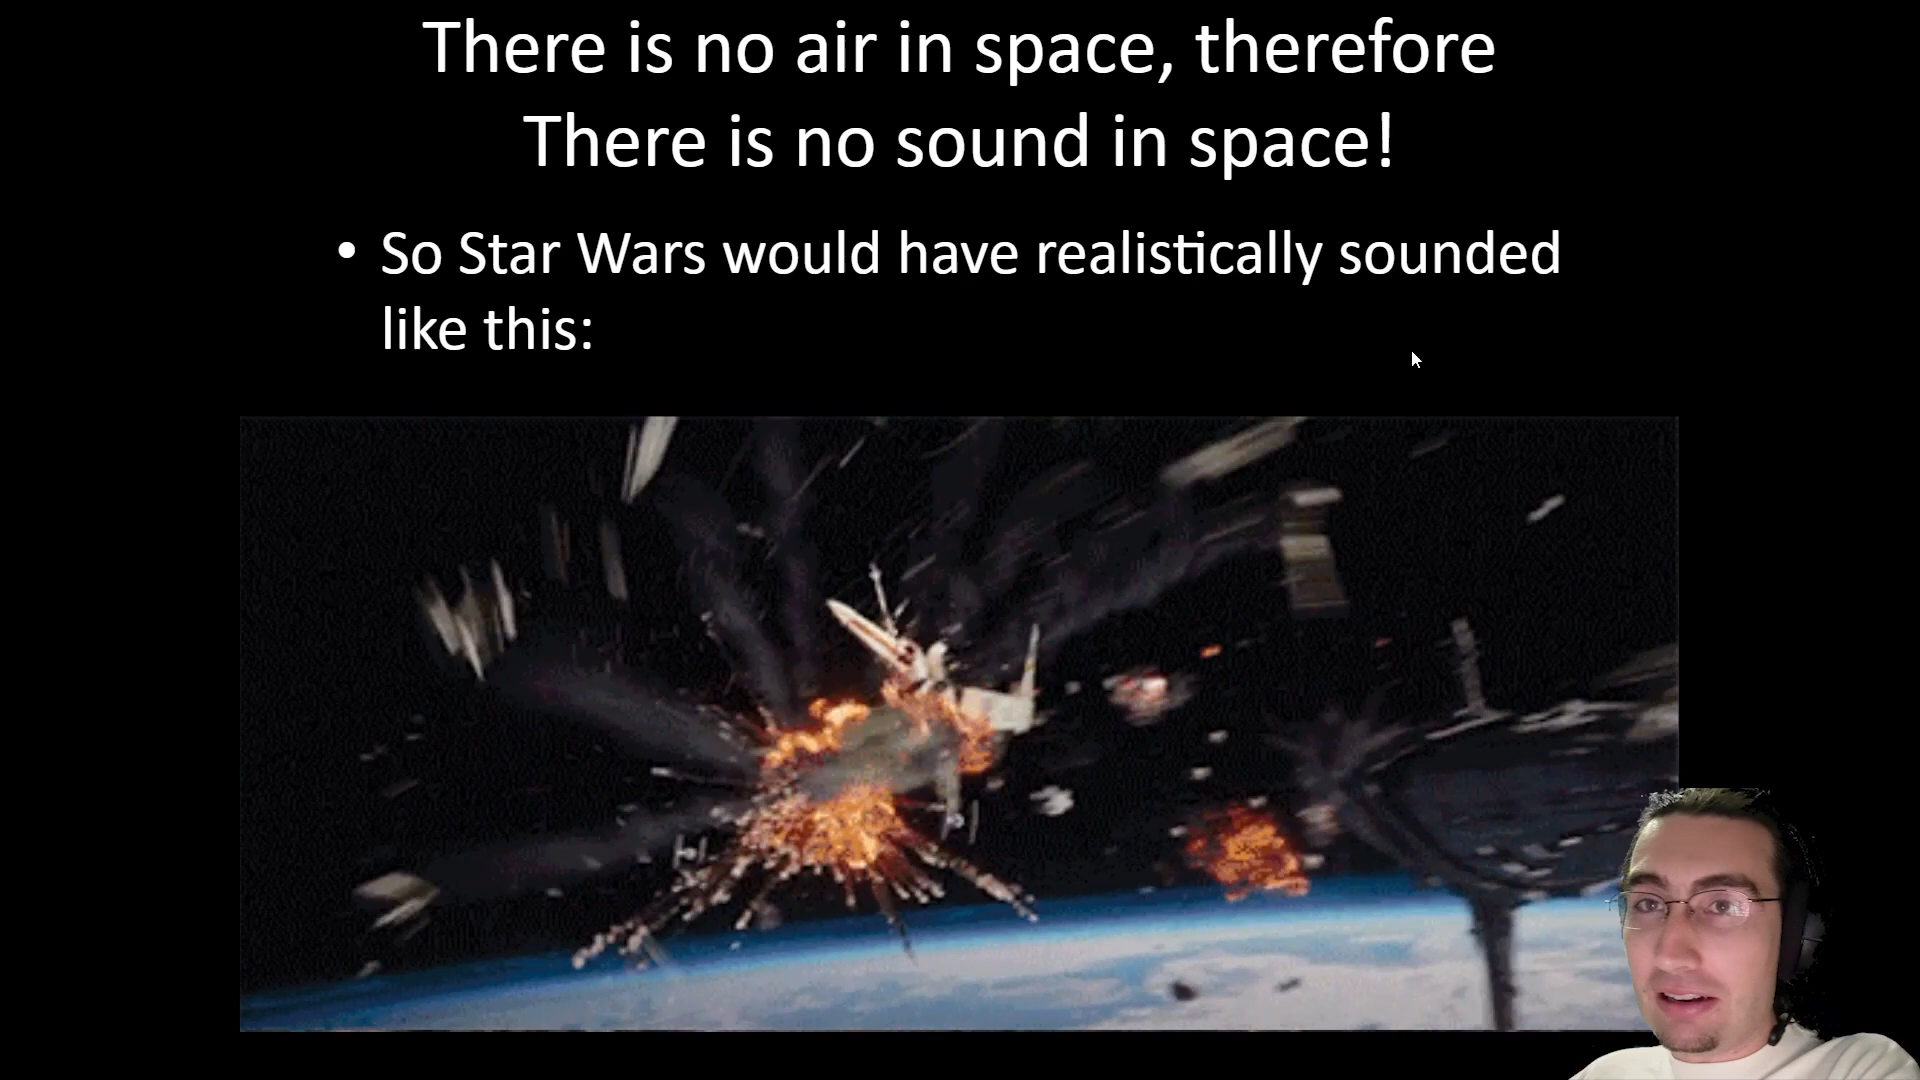 There is no air in space, therefore
There is no sound in space!
• So Star Wars would have realistically sounded
like this: